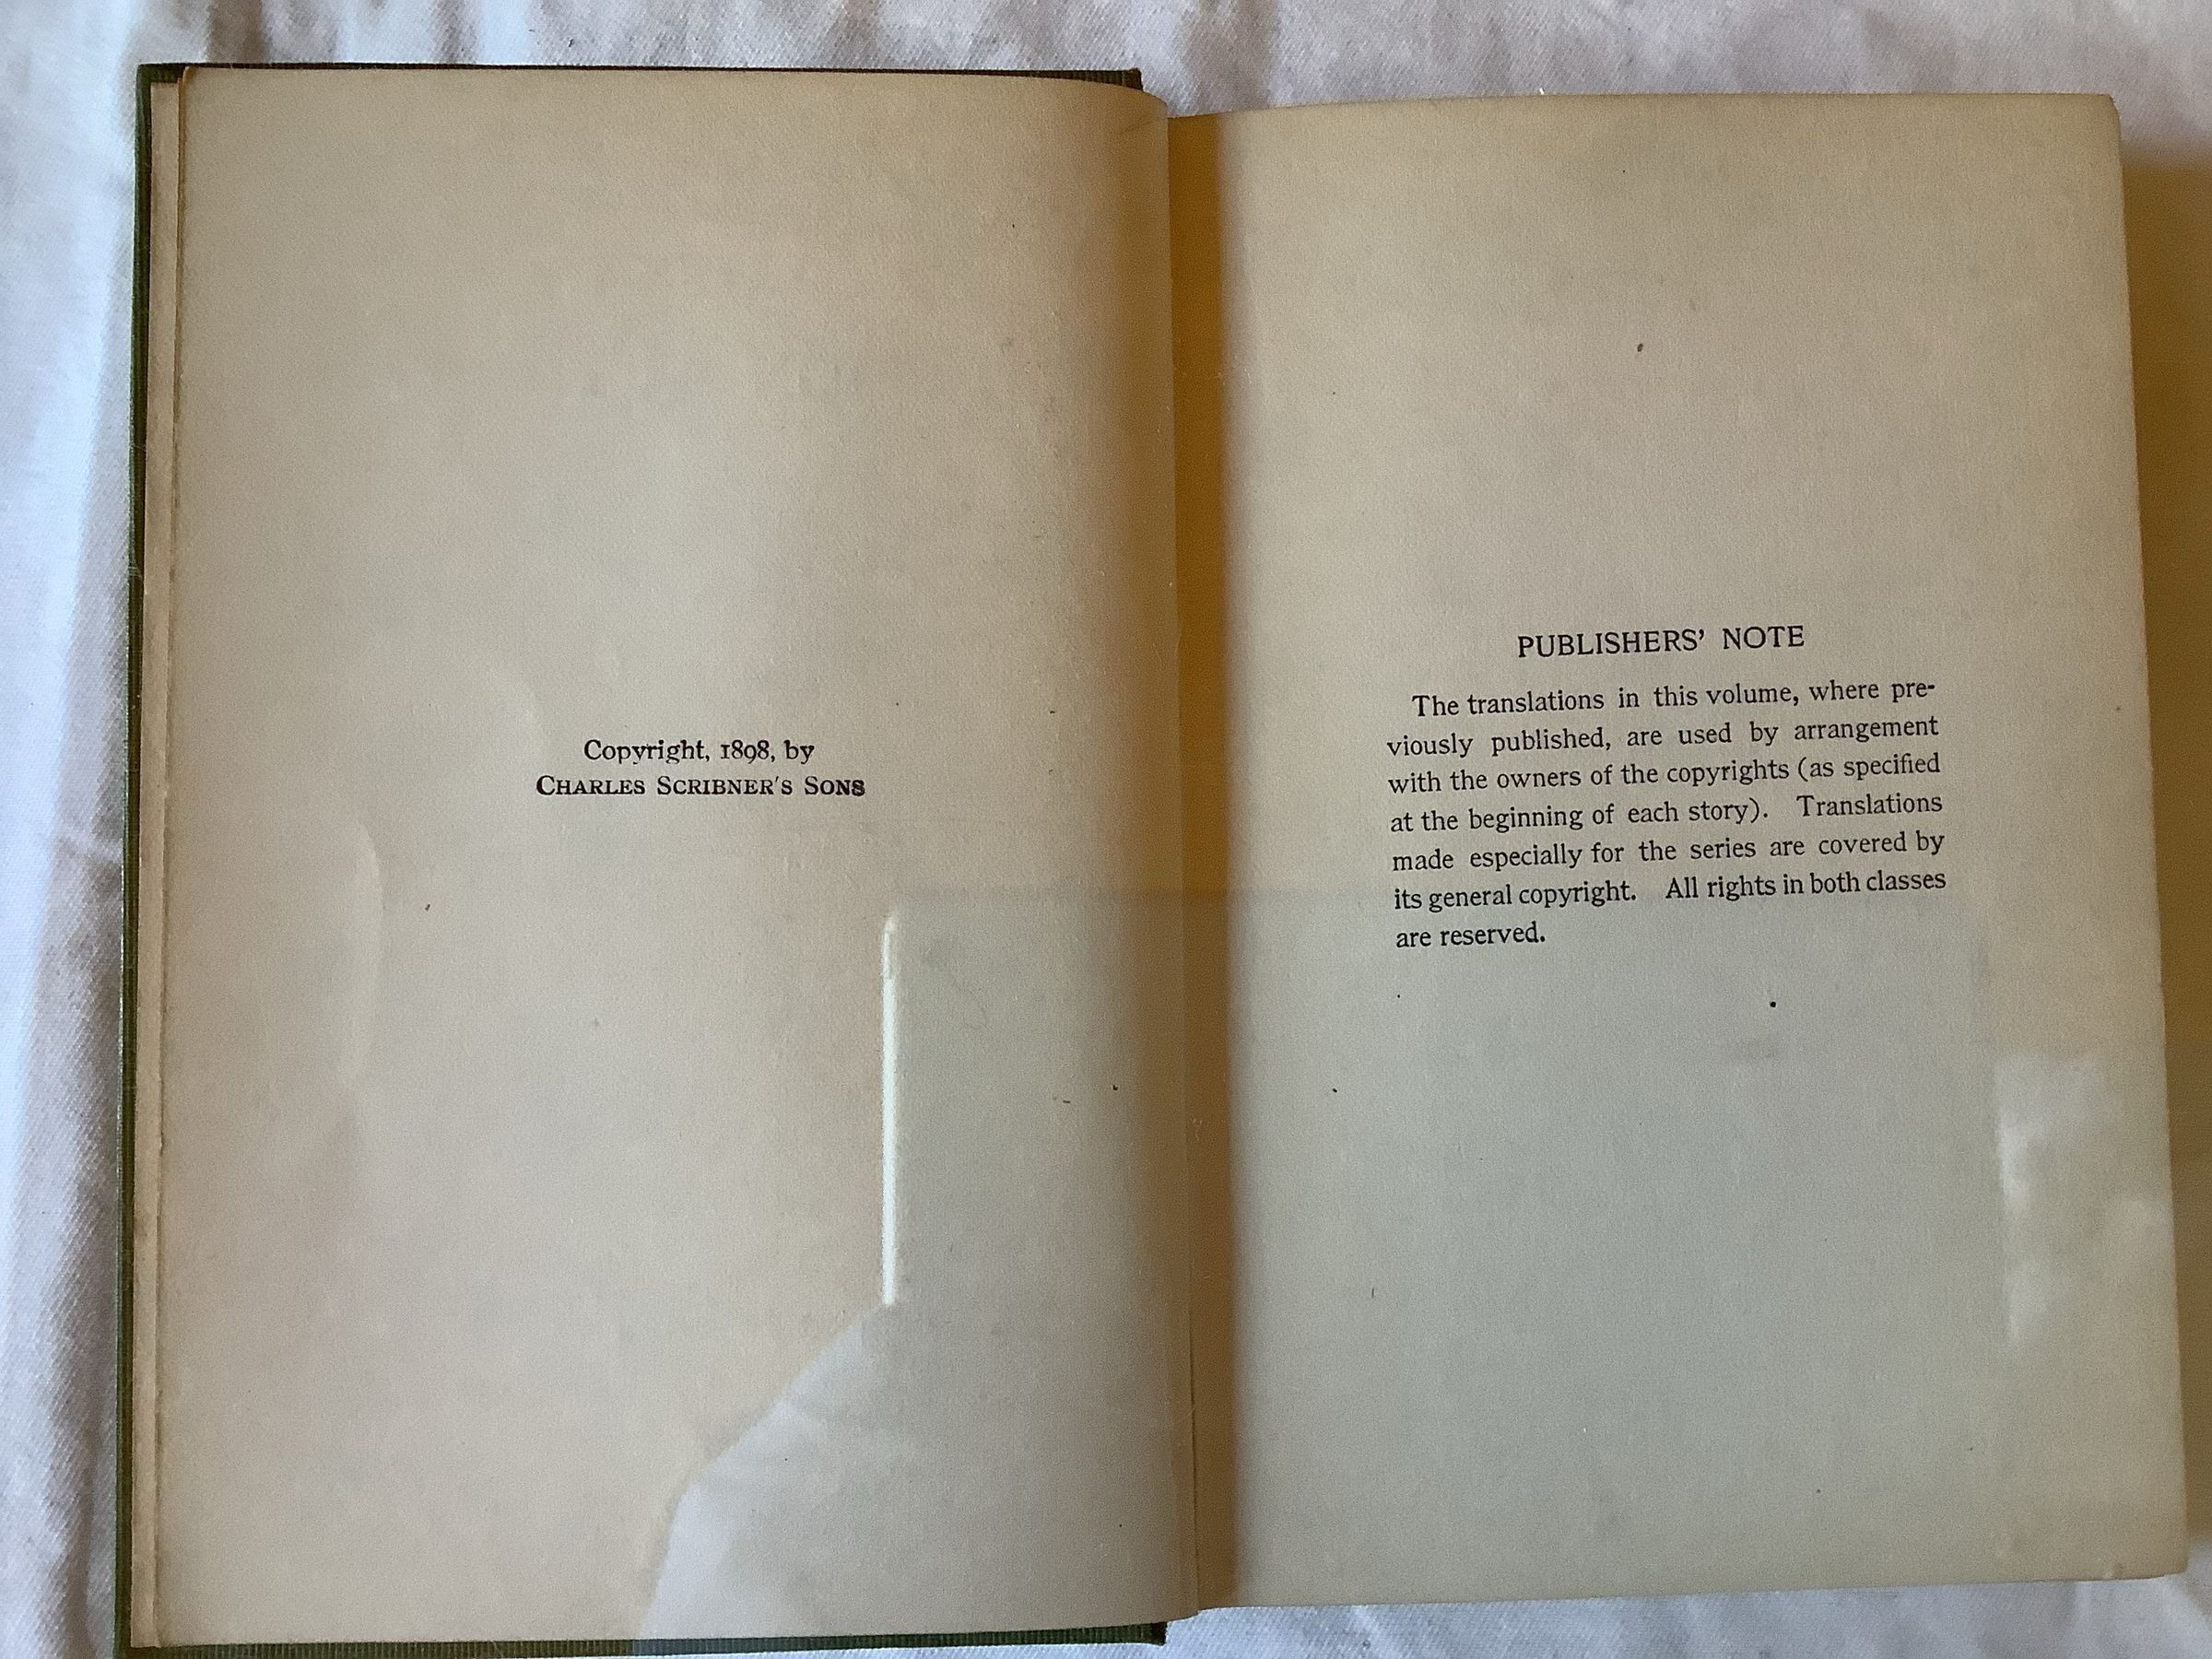 Copyright, 1898, by
CHARLES SCRIBNER'S SONS
PUBLISHERS' NOTE
The translations in this volume, where pre-
viously published, are used by arrangement
with the owners of the copyrights (as specified
at the beginning of each story). Translations
made especially for the series are covered by
its general copyright. All rights in both classes
are reserved.